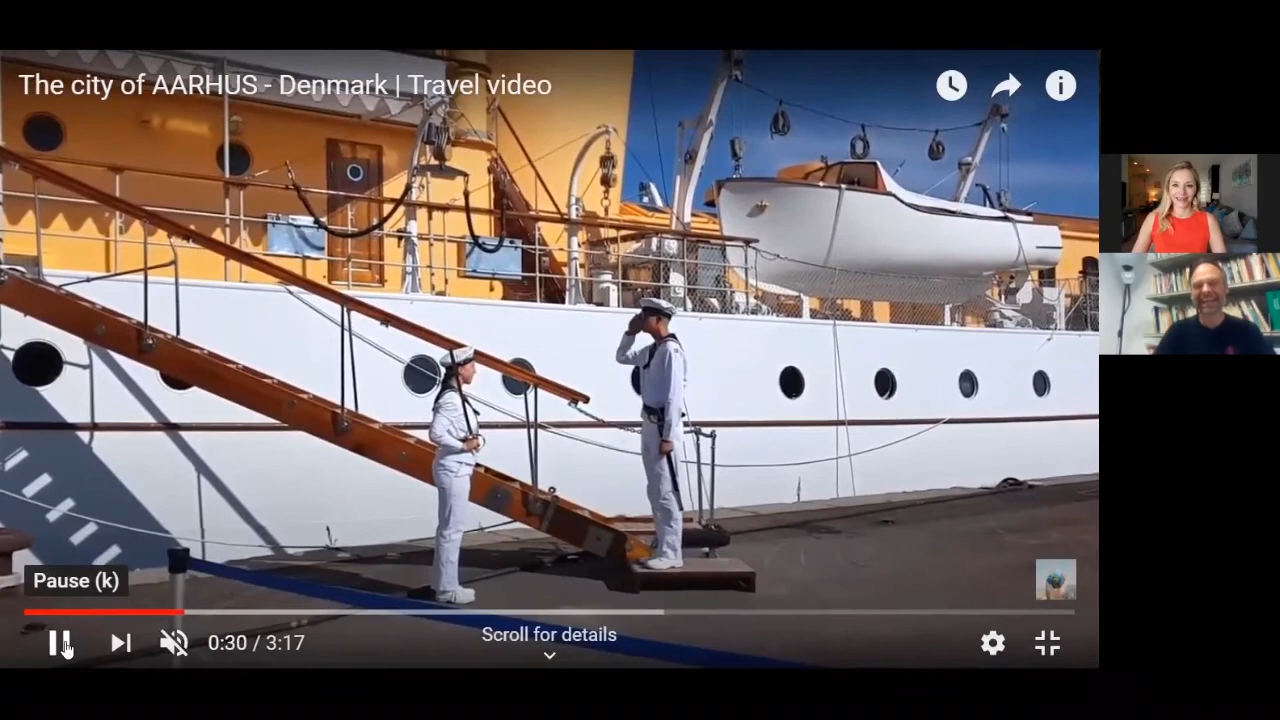 The city of AARHUS - Denmark | Travel video
Pause (k)
0:30 / 3:17
Scroll for details